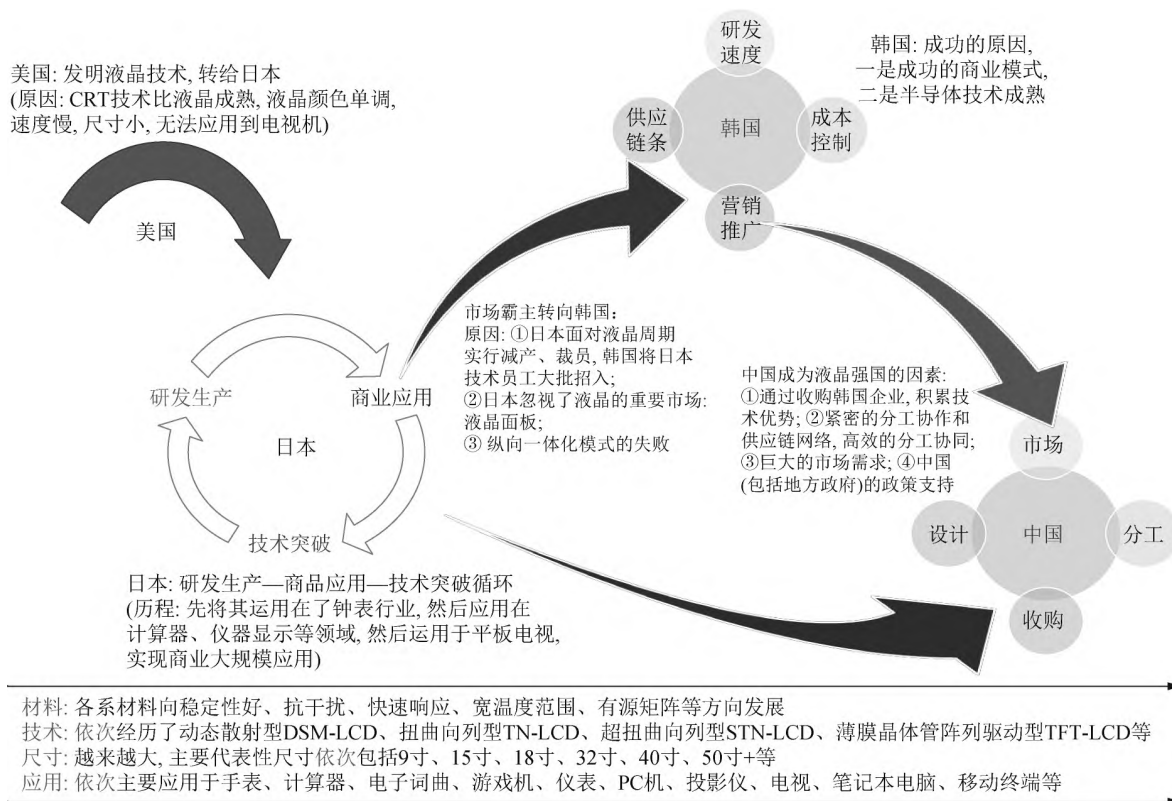 美国: 发明液晶技术, 转给日本
(原因: CRT技术比液晶成熟, 液晶颜色单调,
速度慢, 尺寸小, 无法应用到电视机)
美国
研发
速度
供应
链条
韩国
成本
控制
营销
推广
韩国: 成功的原因,
一是成功的商业模式,
二是半导体技术成熟
研发生产
商业应用
日本
技术突破
市场霸主转向韩国:
原因: ①日本面对液晶周期
实行减产、裁员, 韩国将日本
技术员工大批招入;
②日本忽视了液晶的重要市场:
液晶面板;
③ 纵向一体化模式的失败
中国成为液晶强国的因素:
①通过收购韩国企业, 积累技
术优势; ②紧密的分工协作和
供应链网络, 高效的分工协同;
③巨大的市场需求; ④中国
(包括地方政府)的政策支持
市场
设计
中国
分工
收购
日本: 研发生产—商品应用—技术突破循环
(历程: 先将其运用在了钟表行业, 然后应用在
计算器、仪器显示等领域, 然后运用于平板电视,
实现商业大规模应用)
材料: 各系材料向稳定性好、抗干扰、快速响应、宽温度范围、有源矩阵等方向发展
技术: 依次经历了动态散射型DSM-LCD、扭曲向列型TN-LCD、超扭曲向列型STN-LCD、薄膜晶体管阵列驱动型TFT-LCD等
尺寸: 越来越大, 主要代表性尺寸依次包括9寸、15寸、18寸、32寸、40寸、50寸+等
应用: 依次主要应用于手表、计算器、电子词曲、游戏机、仪表、PC机、投影仪、电视、笔记本电脑、移动终端等